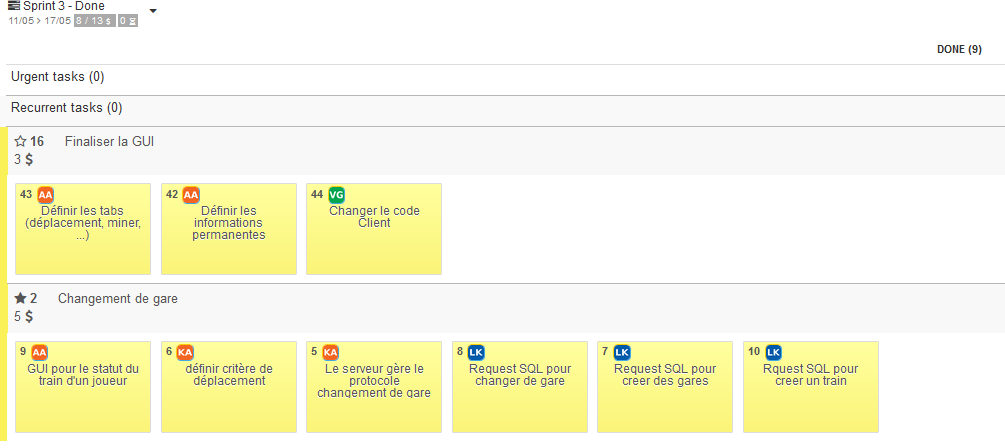 Sprint 3 - Done
11/05 > 17/05 8 / 13 $ 0
DONE (9)
Urgent tasks (0)
Recurrent tasks (0)
16 Finaliser la GUI
3 $
43 AA
Définir les tabs
(déplacement, miner,
...)
42 AA
Définir les
informations
permanentes
44 VG
Changer le code
Client
2 Changement de gare
5 $
9 AA
GUI pour le statut du
train d'un joueur
6 KA
définir critère de
déplacement
5 KA
Le serveur gère le
protocole
changement de gare
8 LK
Request SQL pour
changer de gare
7 LK
Request SQL pour
creer des gares
10 LK
Rquest SQL pour
creer un train